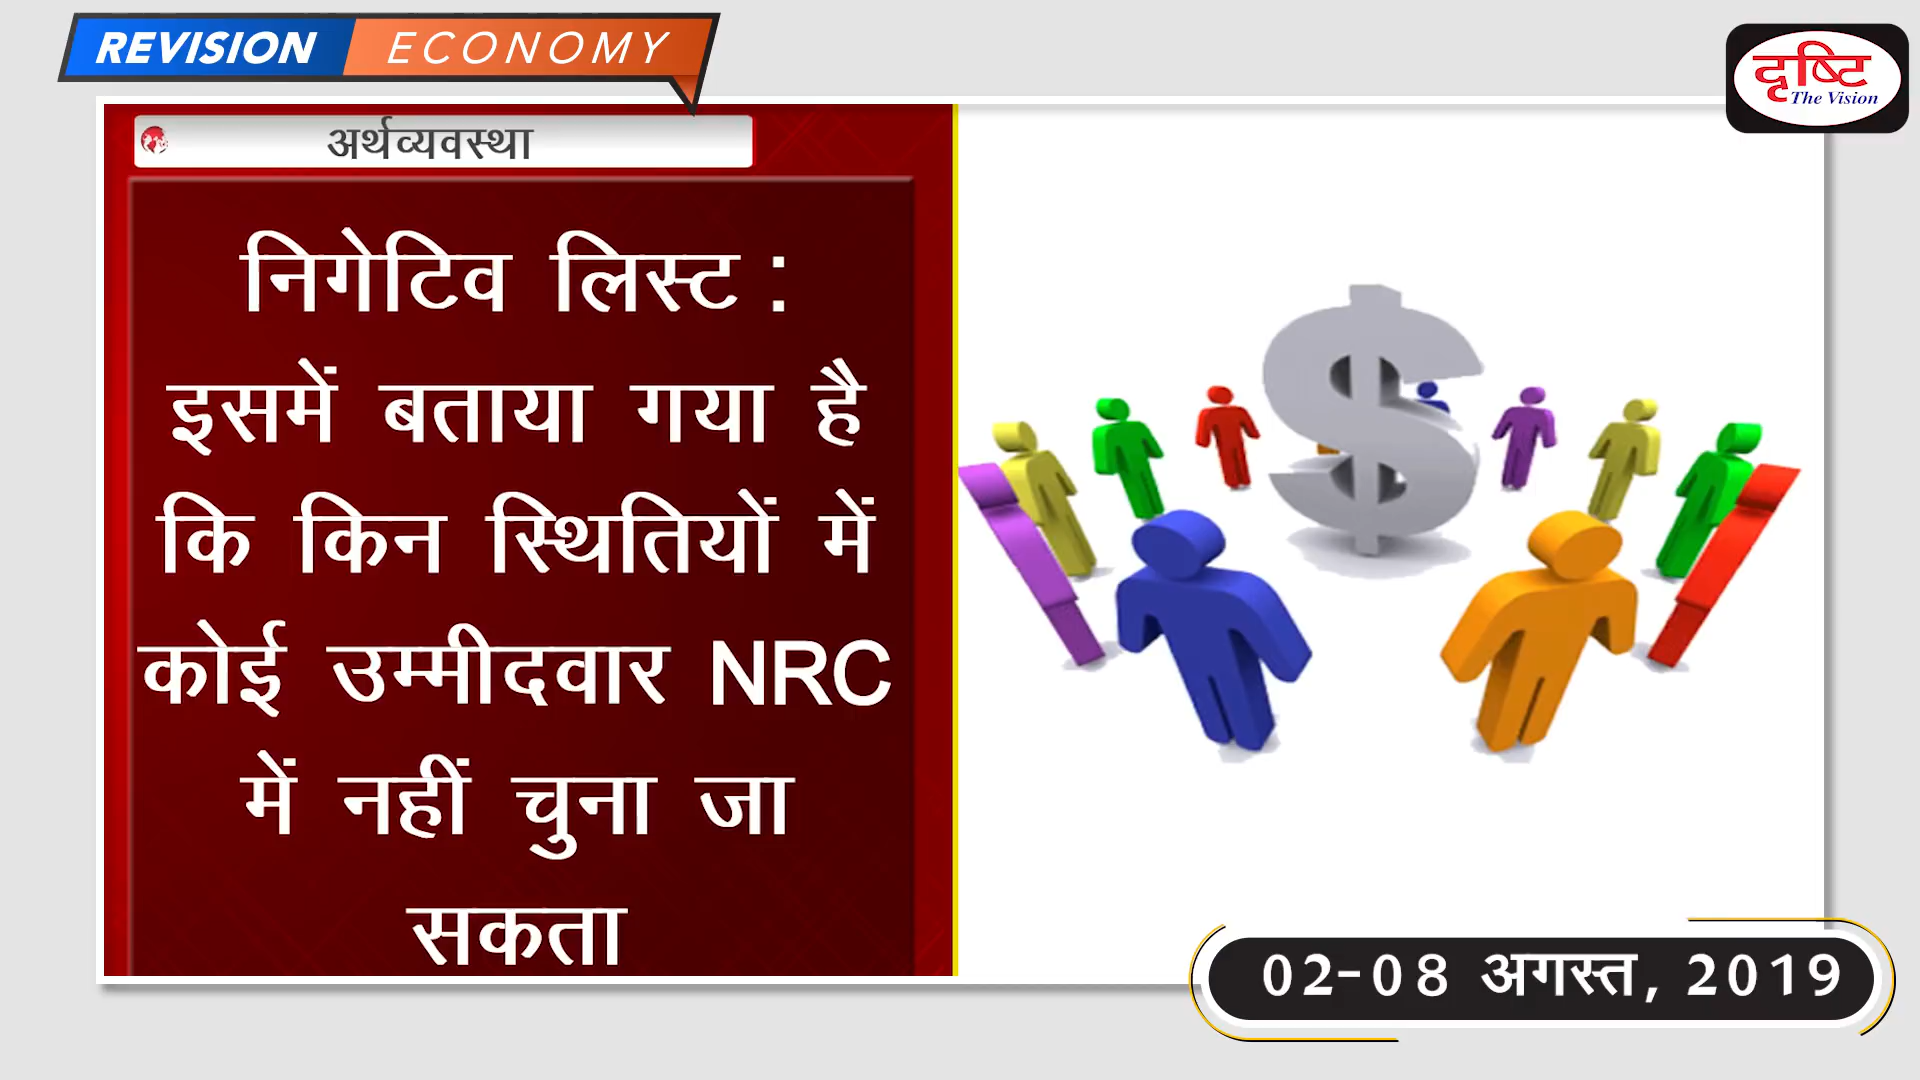 REVISION ECONOMY
दृष्टि
The Vision
अर्थव्यवस्था
निगेटिव लिस्ट :
इसमें बताया गया है
कि किन स्थितियों में
कोई उम्मीदवार NRC
में नहीं चुना जा
सकता
02-08 अगस्त, 2019